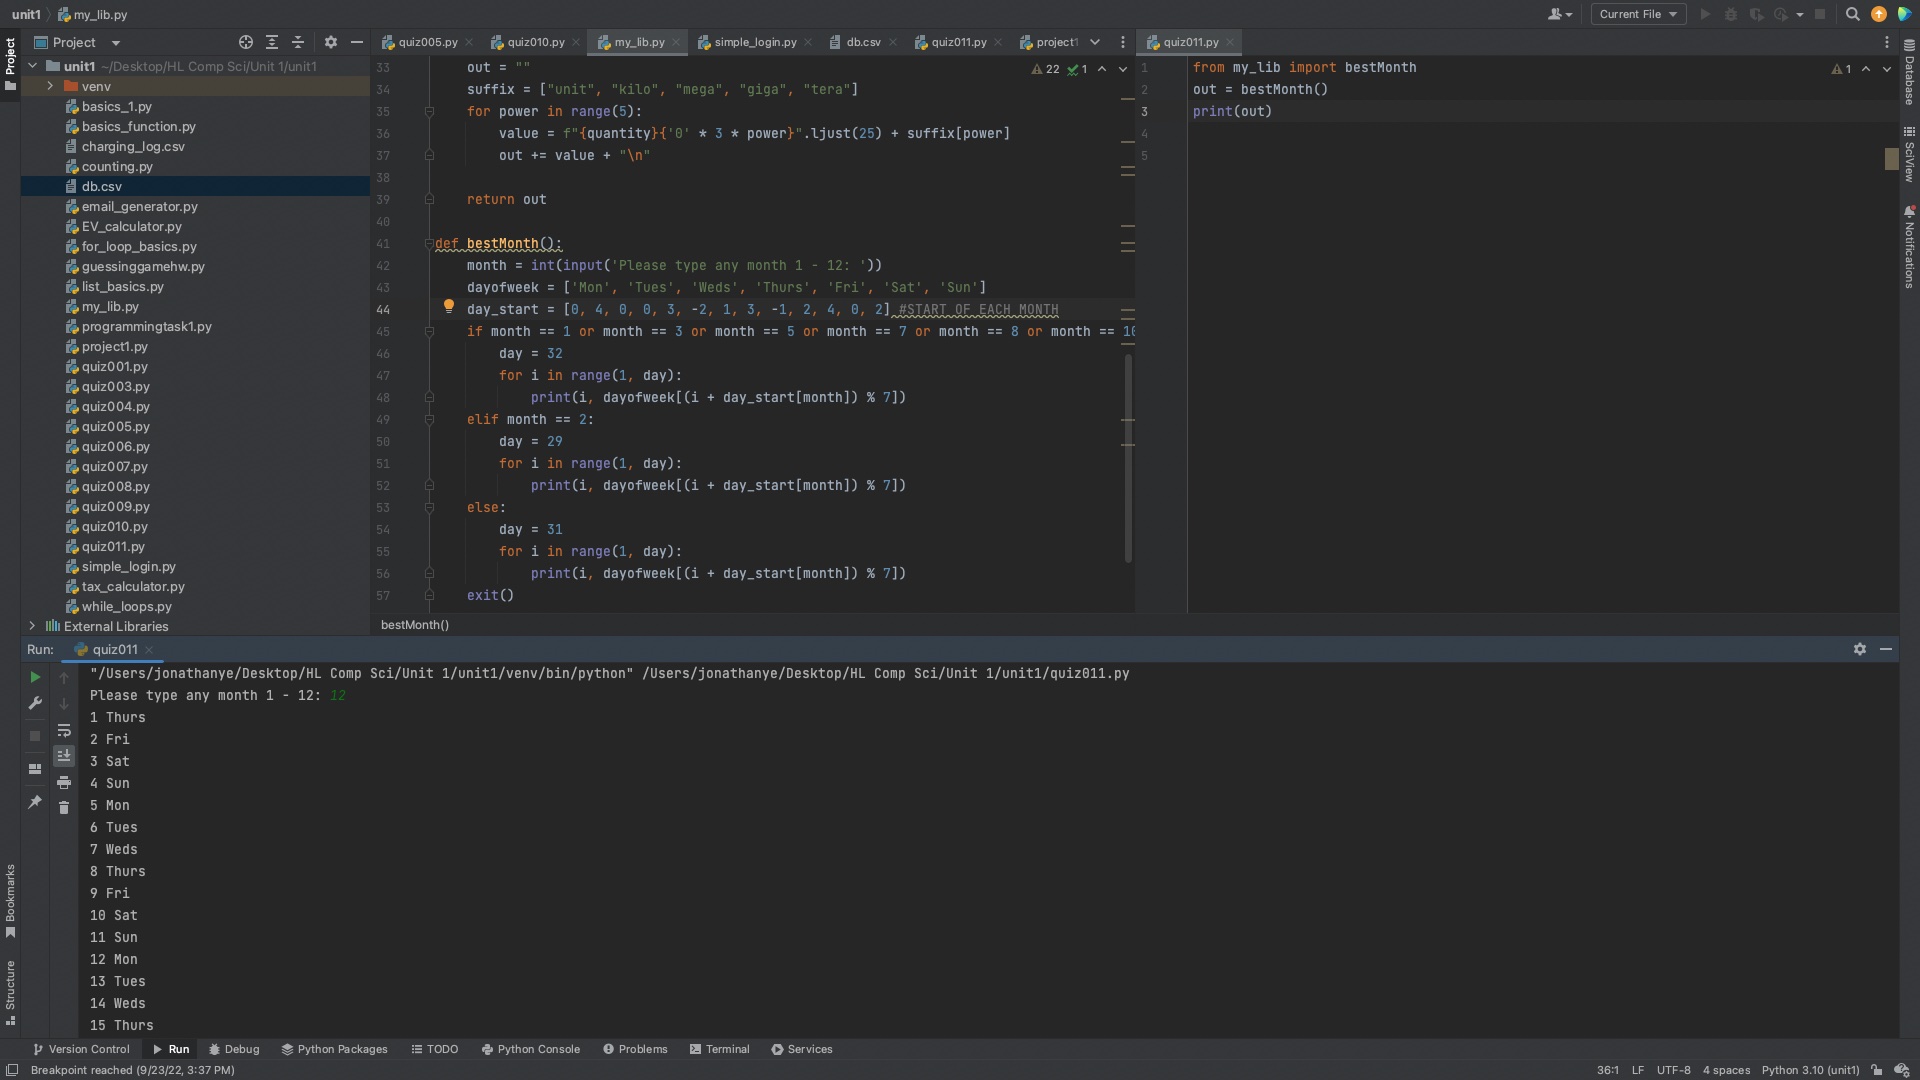 unit1 my_lib.py
Current File
Project
Project
quiz005.py quiz010.py my_lib.py simple_login.py db.csv quiz011.py project1
quiz011.py
unit1 ~/Desktop/HL Comp Sci/Unit 1/unit1
venv
basics_1.py
basics_function.py
charging_log.csv
counting.py
db.csv
email_generator.py
EV_calculator.py
for_loop_basics.py
guessinggamehw.py
list_basics.py
my_lib.py
programmingtask1.py
project1.py
quiz001.py
quiz003.py
quiz004.py
quiz005.py
quiz006.py
quiz007.py
quiz008.py
quiz009.py
quiz010.py
quiz011.py
simple_login.py
tax_calculator.py
while_loops.py
External Libraries
22 1
33 out = ""
34 suffix = ["unit", "kilo", "mega", "giga", "tera"]
35 for power in range(5):
36 value = f"{quantity}{'0' * 3 * power}".ljust(25) + suffix[power]
37 out += value + "\n"
38
39 return out
40
41 def bestMonth():
42 month = int(input('Please type any month 1 - 12: '))
43 dayofweek = ['Mon', 'Tues', 'Weds', 'Thurs', 'Fri', 'Sat', 'Sun']
44 day_start = [0, 4, 0, 0, 3, -2, 1, 3, -1, 2, 4, 0, 2] #START OF EACH MONTH
45 if month == 1 or month == 3 or month == 5 or month == 7 or month == 8 or month == 10
46 day = 32
47 for i in range(1, day):
48 print(i, dayofweek[(i + day_start[month]) % 7])
49 elif month == 2:
50 day = 29
51 for i in range(1, day):
52 print(i, dayofweek[(i + day_start[month]) % 7])
53 else:
54 day = 31
55 for i in range(1, day):
56 print(i, dayofweek[(i + day_start[month]) % 7])
57 exit()
bestMonth()
1
1 from my_lib import bestMonth
2 out = bestMonth()
3 print(out)
4
5
Database
SciView
Notifications
Run: quiz011
"/Users/jonathanye/Desktop/HL Comp Sci/Unit 1/unit1/venv/bin/python" /Users/jonathanye/Desktop/HL Comp Sci/Unit 1/unit1/quiz011.py
Please type any month 1 - 12: 12
1 Thurs
2 Fri
3 Sat
4 Sun
5 Mon
6 Tues
7 Weds
8 Thurs
9 Fri
10 Sat
11 Sun
12 Mon
13 Tues
14 Weds
15 Thurs
Bookmarks
Structure
Version Control Run Debug Python Packages TODO Python Console Problems Terminal Services
Breakpoint reached (9/23/22, 3:37 PM)
36:1 LF UTF-8 4 spaces Python 3.10 (unit1)